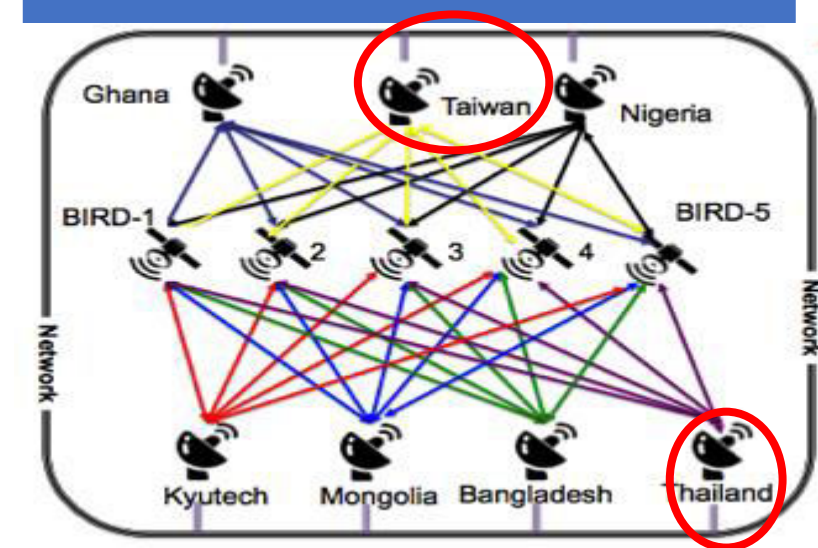 Ghana
Taiwan
Nigeria
BIRD-1
2
3
4
BIRD-5
Network
Network
Kyutech
Mongolia
Bangladesh
Thailand